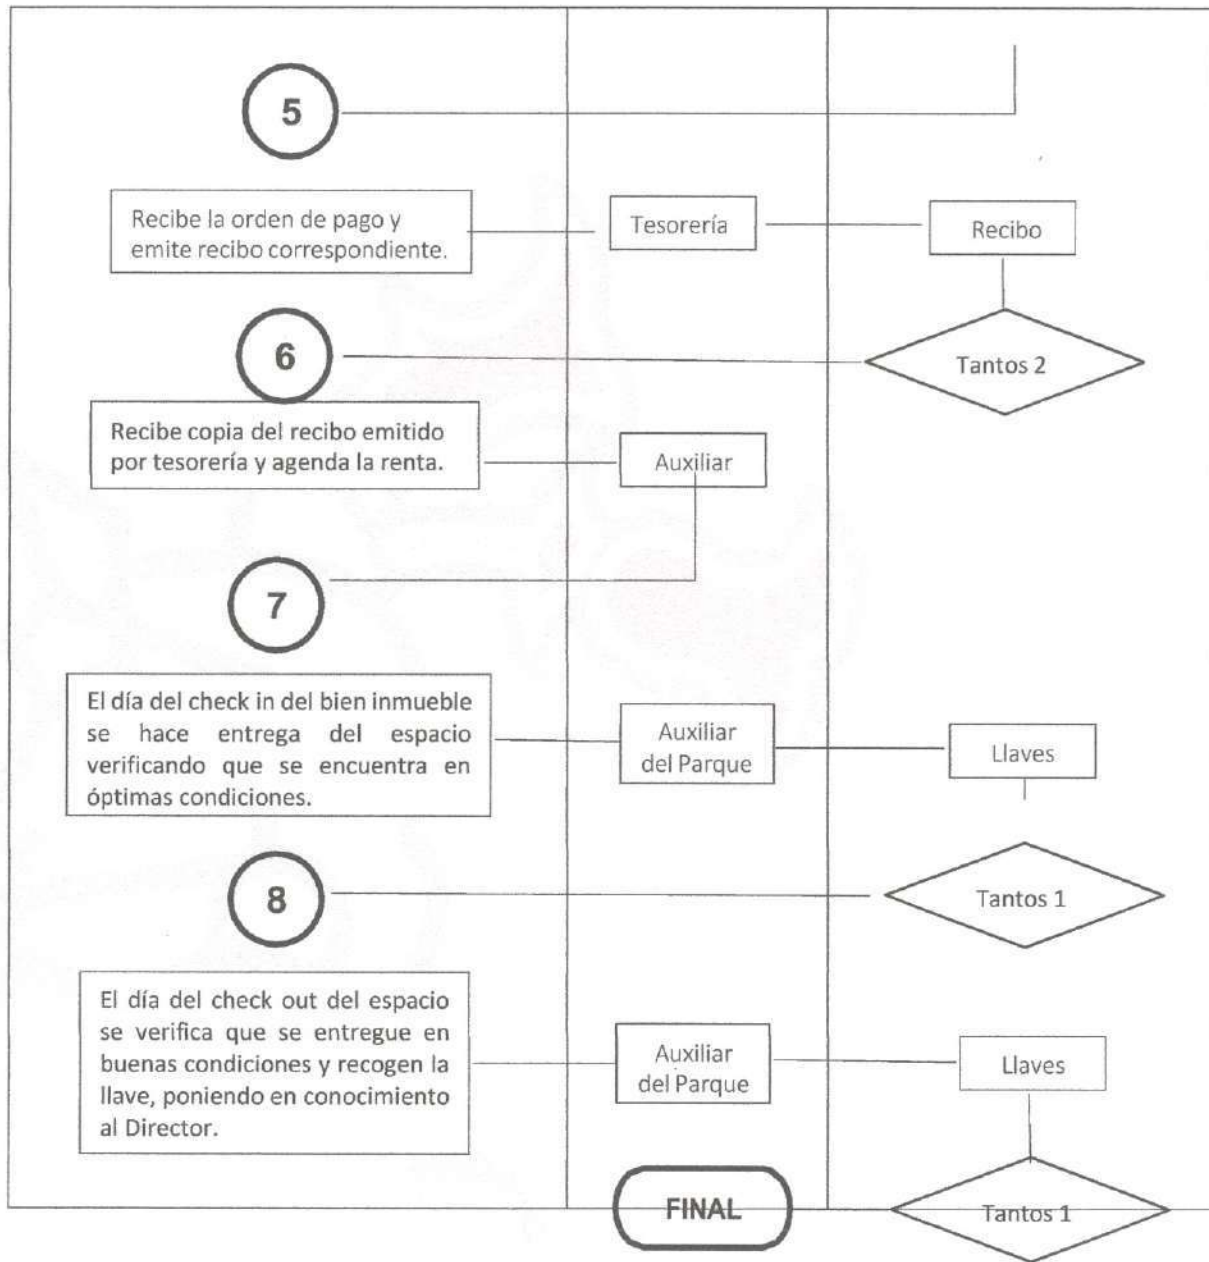 5
Recibe la orden de pago y
emite recibo correspondiente.
Tesorería
Recibo
6
Tantos 2
Recibe copia del recibo emitido
por tesorería y agenda la renta.
Auxiliar
7
El día del check in del bien inmueble
se hace entrega del espacio
verificando que se encuentra en
óptimas condiciones.
Auxiliar
del Parque
Llaves
8
Tantos 1
El día del check out del espacio
se verifica que se entregue en
buenas condiciones y recogen la
llave, poniendo en conocimiento
al Director.
Auxiliar
del Parque
Llaves
FINAL
Tantos 1